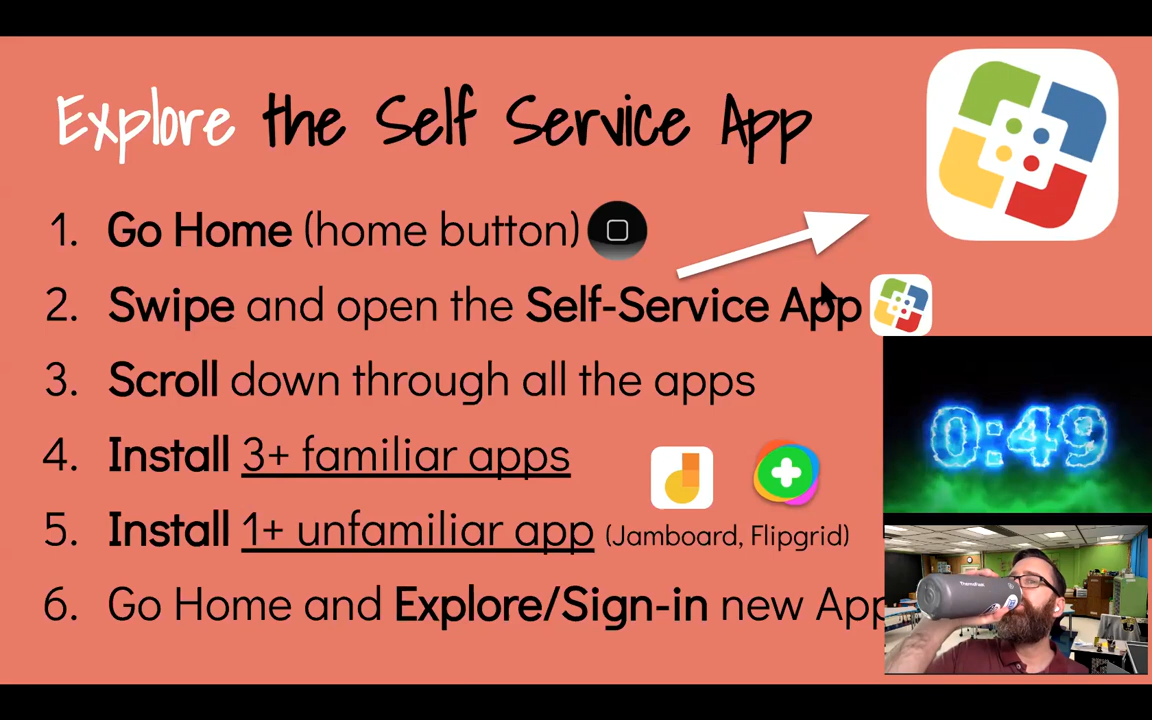 Explore the Self Service App
1. Go Home (home button)
2. Swipe and open the Self-Service App
3. Scroll down through all the apps
4. Install 3+ familiar apps
5. Install 1+ unfamiliar app (Jamboard, Flipgrid)
6. Go Home and Explore/Sign-in new App
0:49
ThermoFlask